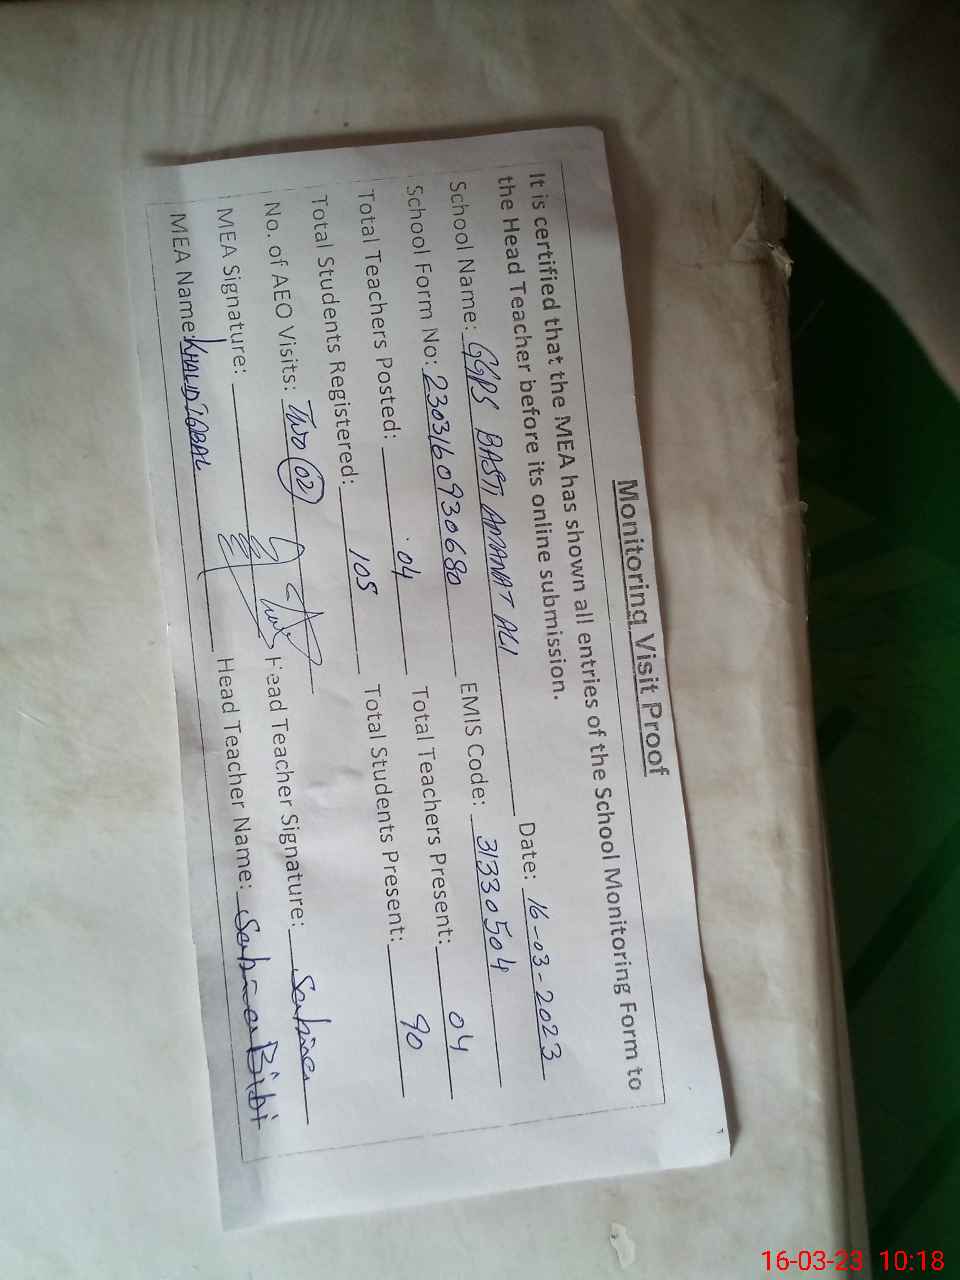 Monitoring Visit Proof
It is certified that the MEA has shown all entries of the School Monitoring Form to
the Head Teacher before its online submission.
School Name: GGPS BASTI AMANAT ALI Date: 16-03-2023
School Form No: 2303160930680 EMIS Code: 31330504
Total Teachers Posted: 04 Total Teachers Present: 04
Total Students Registered: 105 Total Students Present: 90
No. of AEO Visits: Two (02)
MEA Signature: Head Teacher Signature: Sabina
MEA Name: KHALID IQBAL Head Teacher Name: Sabina Bibi
16-03-23 10:18